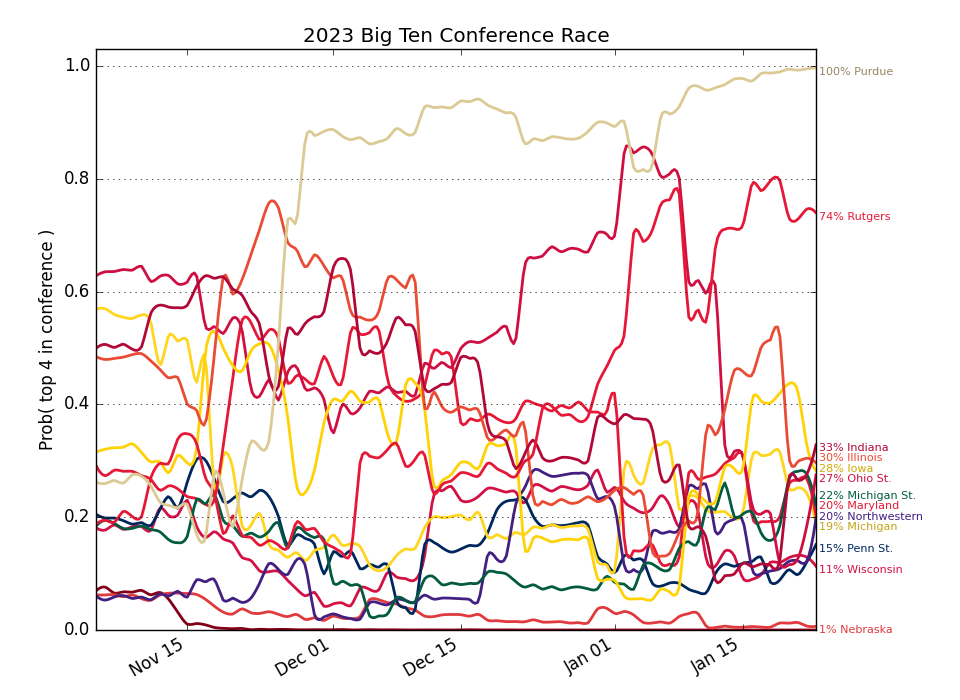 2023 Big Ten Conference Race
Prob( top 4 in conference )
1.0
0.8
0.6
0.4
0.2
0.0
Nov 15
Dec 01
Dec 15
Jan 01
Jan 15
100% Purdue
74% Rutgers
33% Indiana
30% Illinois
28% Iowa
27% Ohio St.
22% Michigan St.
20% Maryland
20% Northwestern
19% Michigan
15% Penn St.
11% Wisconsin
1% Nebraska